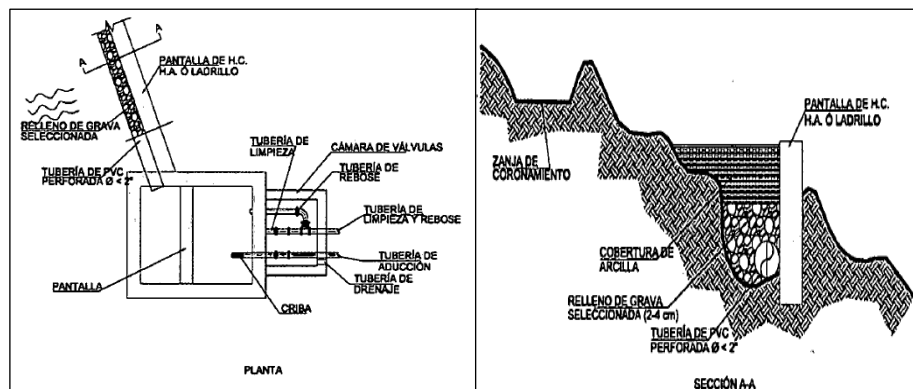 A
A
PANTALLA DE H.C.
H.A. Ó LADRILLO
RELLENO DE GRAVA
SELECCIONADA
TUBERÍA DE PVC
PERFORADA Ø < 2"
TUBERÍA DE
LIMPIEZA
CÁMARA DE VÁLVULAS
TUBERÍA DE
REBOSE
TUBERÍA DE
LIMPIEZA Y REBOSE
TUBERÍA DE
ADUCCIÓN
TUBERÍA DE
DRENAJE
PANTALLA
CRIBA
PLANTA
PANTALLA DE H.C.
H.A. Ó LADRILLO
ZANJA DE
CORONAMIENTO
COBERTURA DE
ARCILLA
RELLENO DE GRAVA
SELECCIONADA (2-4 cm)
TUBERÍA DE PVC
PERFORADA Ø < 2"
SECCIÓN A-A